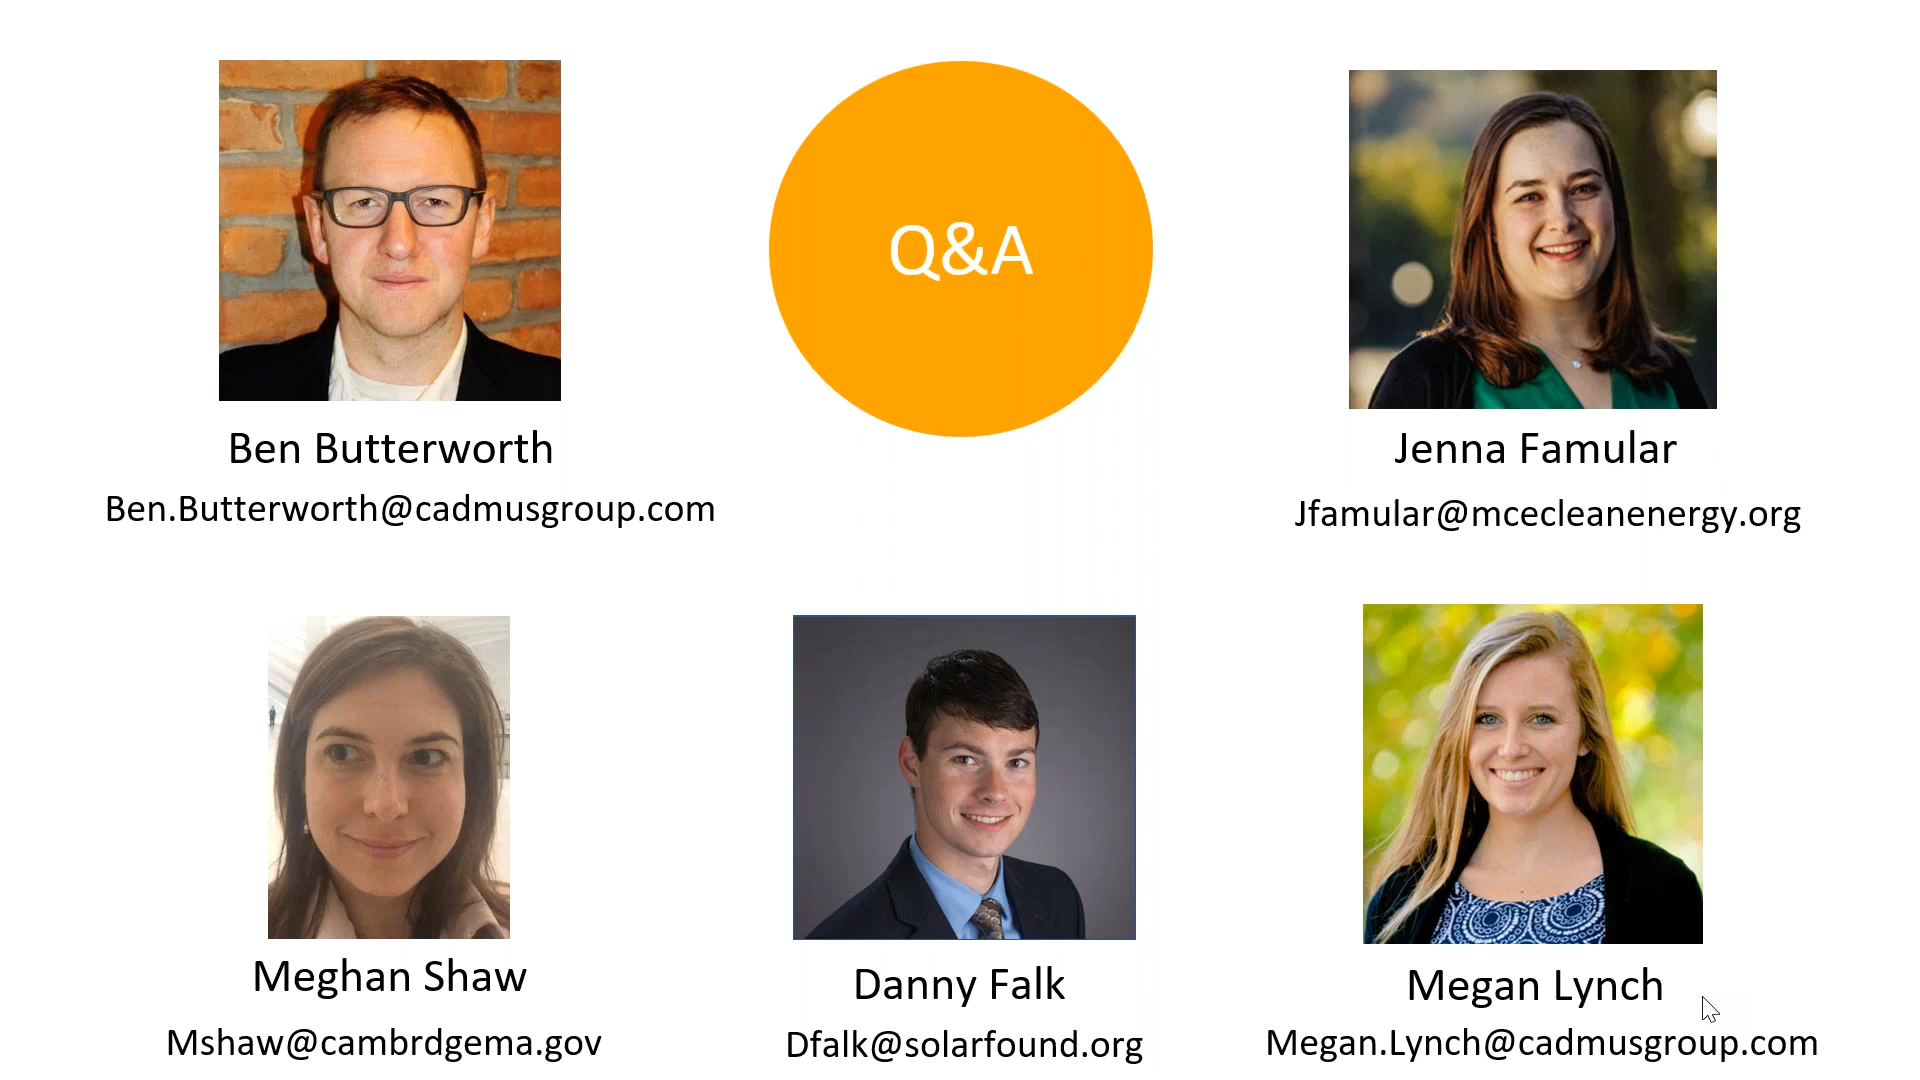 Q&A
Ben Butterworth
Ben.Butterworth@cadmusgroup.com
Jenna Famular
Jfamular@mcecleanenergy.org
Meghan Shaw
Mshaw@cambrdgema.gov
Danny Falk
Dfalk@solarfound.org
Megan Lynch
Megan.Lynch@cadmusgroup.com